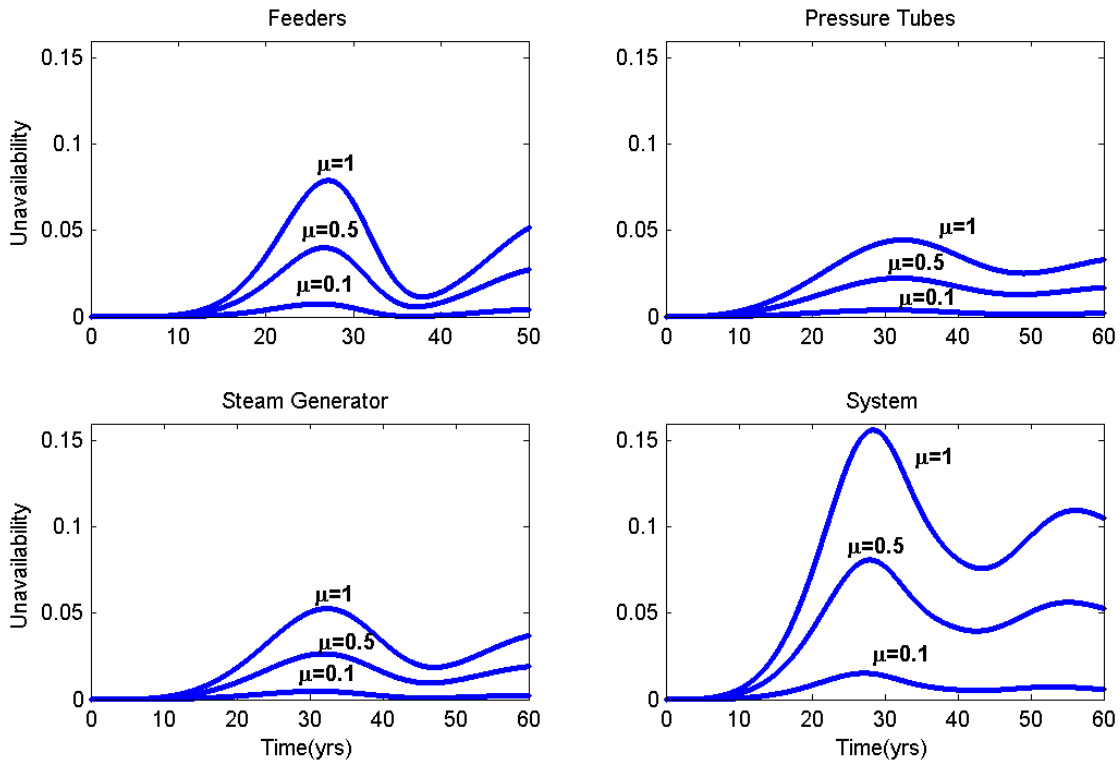 Feeders
Pressure Tubes
0.15
0.1
0.05
0
Unavailability
μ=1
μ=0.5
μ=0.1
0 10 20 30 40 50
0.15
0.1
0.05
0
μ=1
μ=0.5
μ=0.1
0 10 20 30 40 50 60
Steam Generator
System
0.15
0.1
0.05
0
Unavailability
μ=1
μ=0.5
μ=0.1
0 10 20 30 40 50 60
Time(yrs)
0.15
0.1
0.05
0
μ=1
μ=0.5
μ=0.1
0 10 20 30 40 50 60
Time(yrs)